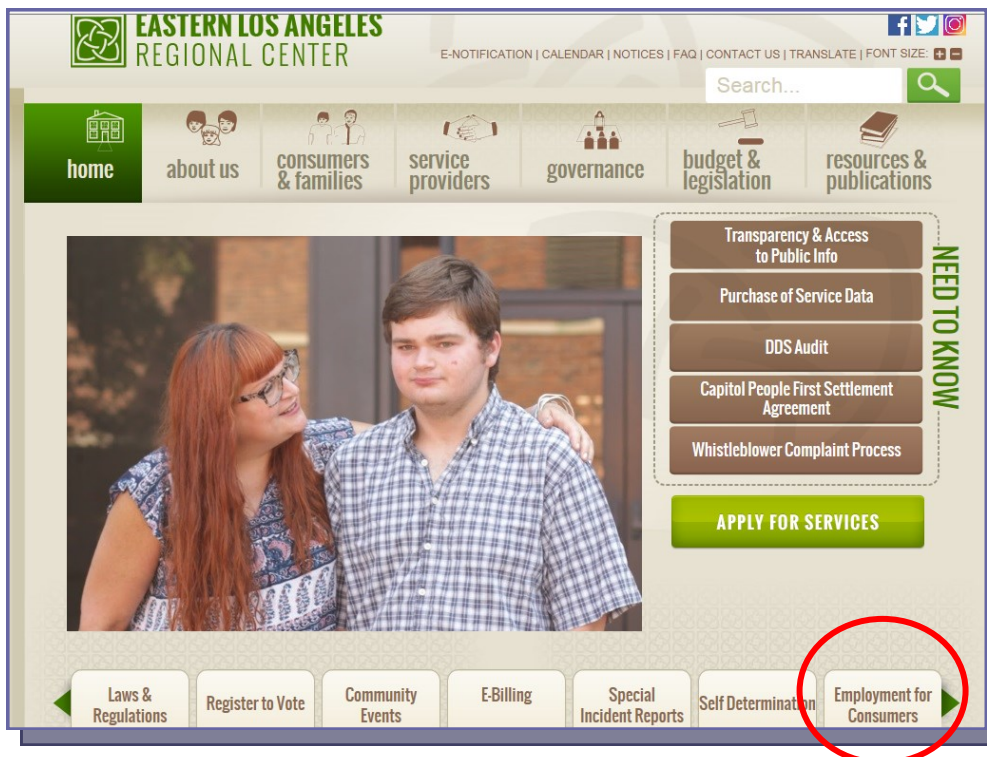 EASTERN LOS ANGELES
REGIONAL CENTER
E-NOTIFICATION | CALENDAR | NOTICES | FAQ | CONTACT US | TRANSLATE | FONT SIZE:
Search...
home
about us
consumers
& families
service
providers
governance
budget &
legislation
resources &
publications
Transparency & Access
to Public Info
Purchase of Service Data
DDS Audit
Capitol People First Settlement
Agreement
Whistleblower Complaint Process
NEED TO KNOW
APPLY FOR SERVICES
Laws &
Regulations
Register to Vote
Community
Events
E-Billing
Special
Incident Reports
Self Determination
Employment for
Consumers